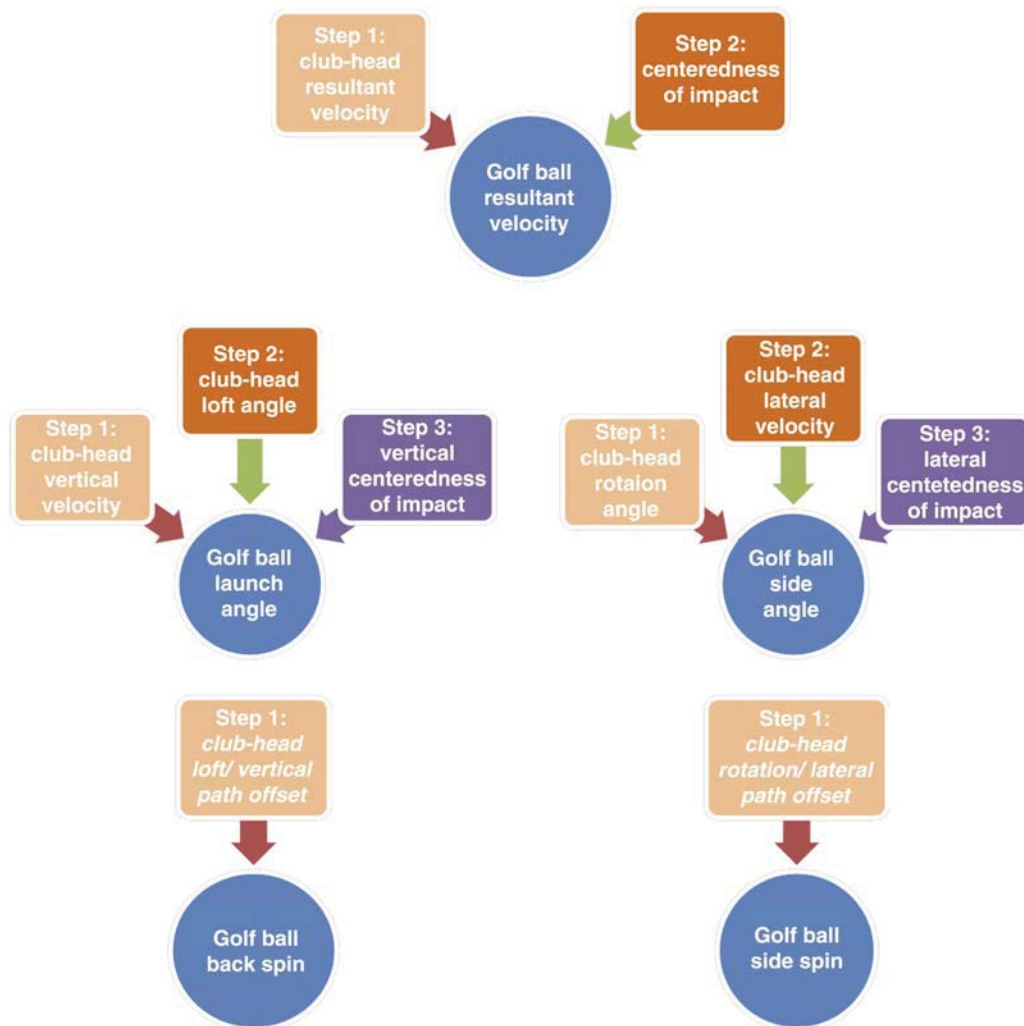 Step 1:
club-head
resultant
velocity
Step 2:
centeredness
of impact
Golf ball
resultant
velocity
Step 2:
club-head
loft angle
Step 1:
club-head
vertical
velocity
Step 3:
vertical
centeredness
of impact
Golf ball
launch
angle
Step 2:
club-head
lateral
velocity
Step 1:
club-head
rotaion
angle
Step 3:
lateral
centetedness
of impact
Golf ball
side
angle
Step 1:
club-head
loft/ vertical
path offset
Golf ball
back spin
Step 1:
club-head
rotation/ lateral
path offset
Golf ball
side spin